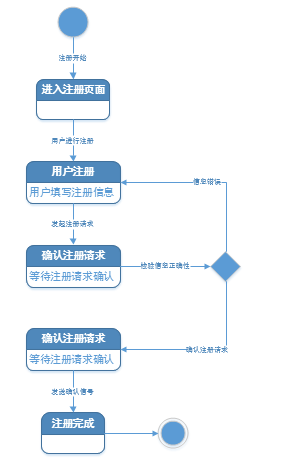 注册开始
进入注册页面
用户进行注册
用户注册
用户填写注册信息
信息错误
发起注册请求
确认注册请求
等待注册请求确认
检验信息正确性
确认注册请求
等待注册请求确认
确认注册请求
发送确认信号
注册完成